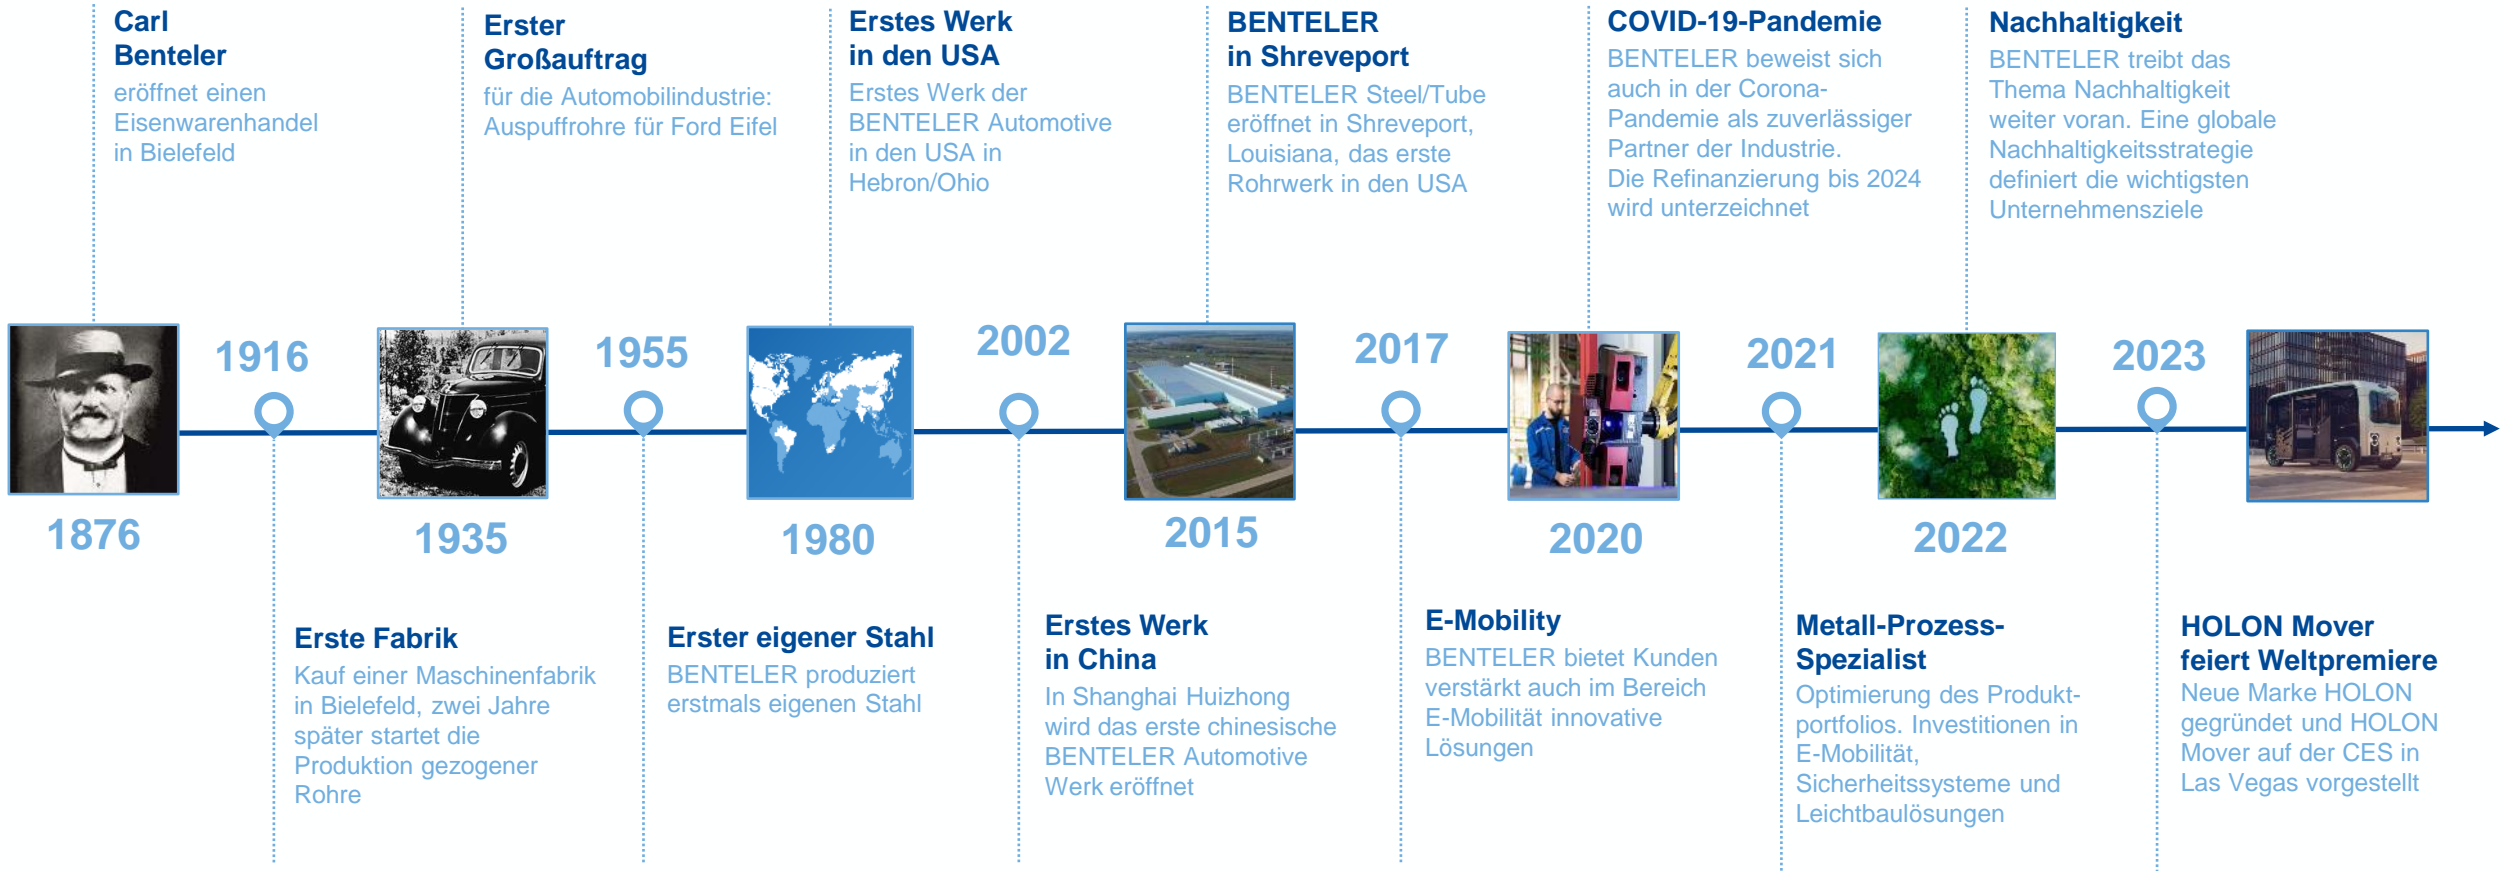 Carl
Benteler
eröffnet einen
Eisenwarenhandel
in Bielefeld
Erster
Großauftrag
für die Automobilindustrie:
Auspuffrohre für Ford Eifel
Erstes Werk
in den USA
Erstes Werk der
BENTELER Automotive
in den USA in
Hebron/Ohio
BENTELER
in Shreveport
BENTELER Steel/Tube
eröffnet in Shreveport,
Louisiana, das erste
Rohrwerk in den USA
COVID-19-Pandemie
BENTELER beweist sich
auch in der Corona-
Pandemie als zuverlässiger
Partner der Industrie.
Die Refinanzierung bis 2024
wird unterzeichnet
Nachhaltigkeit
BENTELER treibt das
Thema Nachhaltigkeit
weiter voran. Eine globale
Nachhaltigkeitsstrategie
definiert die wichtigsten
Unternehmensziele
1916
1955
2002
2017
2021
2023
1876
1935
1980
2015
2020
2022
Erste Fabrik
Kauf einer Maschinenfabrik
in Bielefeld, zwei Jahre
später startet die
Produktion gezogener
Rohre
Erster eigener Stahl
BENTELER produziert
erstmals eigenen Stahl
Erstes Werk
in China
In Shanghai Huizhong
wird das erste chinesische
BENTELER Automotive
Werk eröffnet
E-Mobility
BENTELER bietet Kunden
verstärkt auch im Bereich
E-Mobilität innovative
Lösungen
Metall-Prozess-
Spezialist
Optimierung des Produkt-
portfolios. Investitionen in
E-Mobilität,
Sicherheitssysteme und
Leichtbaulösungen
HOLON Mover
feiert Weltpremiere
Neue Marke HOLON
gegründet und HOLON
Mover auf der CES in
Las Vegas vorgestellt